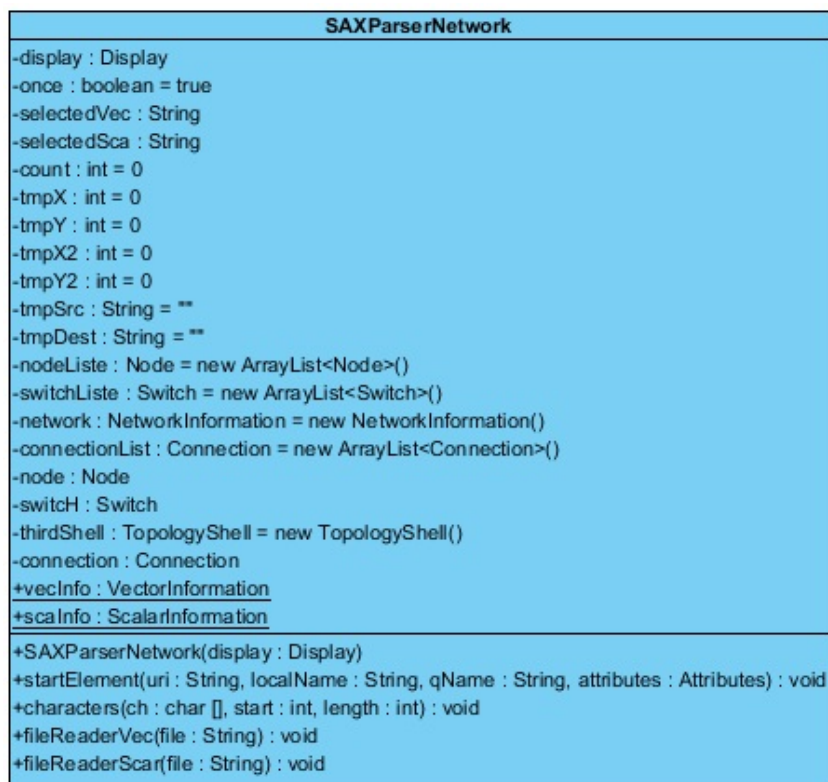 SAXParserNetwork
-display : Display
-once : boolean = true
-selectedVec : String
-selectedSca : String
-count : int = 0
-tmpX : int = 0
-tmpY : int = 0
-tmpX2 : int = 0
-tmpY2 : int = 0
-tmpSrc : String = ""
-tmpDest : String = ""
-nodeListe : Node = new ArrayList<Node>()
-switchListe : Switch = new ArrayList<Switch>()
-network : NetworkInformation = new NetworkInformation()
-connectionList : Connection = new ArrayList<Connection>()
-node : Node
-switcH : Switch
-thirdShell : TopologyShell = new TopologyShell()
-connection : Connection
+vecInfo : VectorInformation
+scaInfo : ScalarInformation
+SAXParserNetwork(display : Display)
+startElement(uri : String, localName : String, qName : String, attributes : Attributes) : void
+characters(ch : char [], start : int, length : int) : void
+fileReaderVec(file : String) : void
+fileReaderScar(file : String) : void